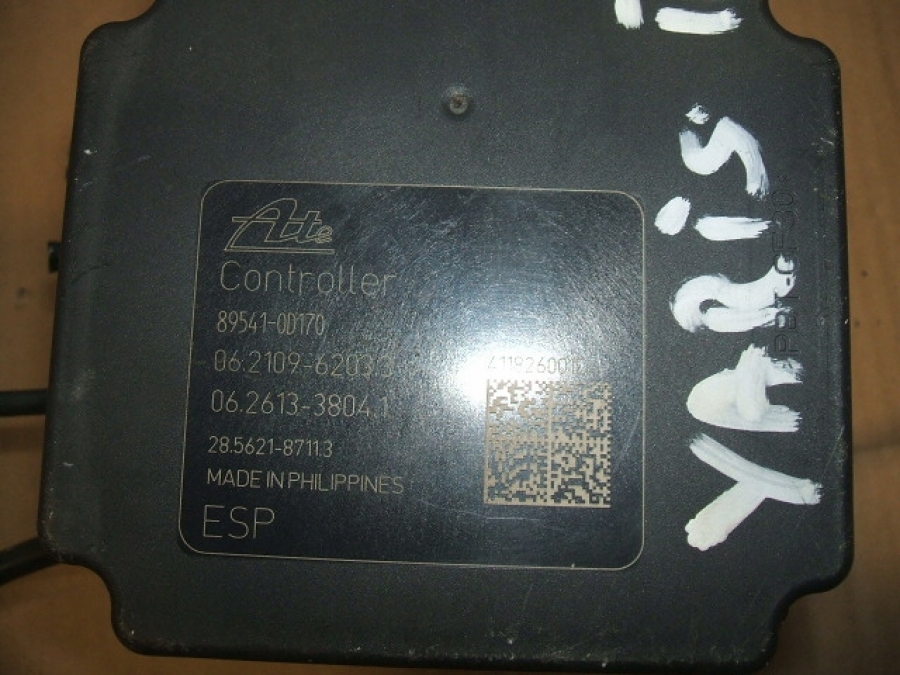 Ate
Controller
89541-0D170
06.2109-6203.3
06.2613-3804.1
28.5621-8711.3
MADE IN PHILIPPINES
ESP
YARiS